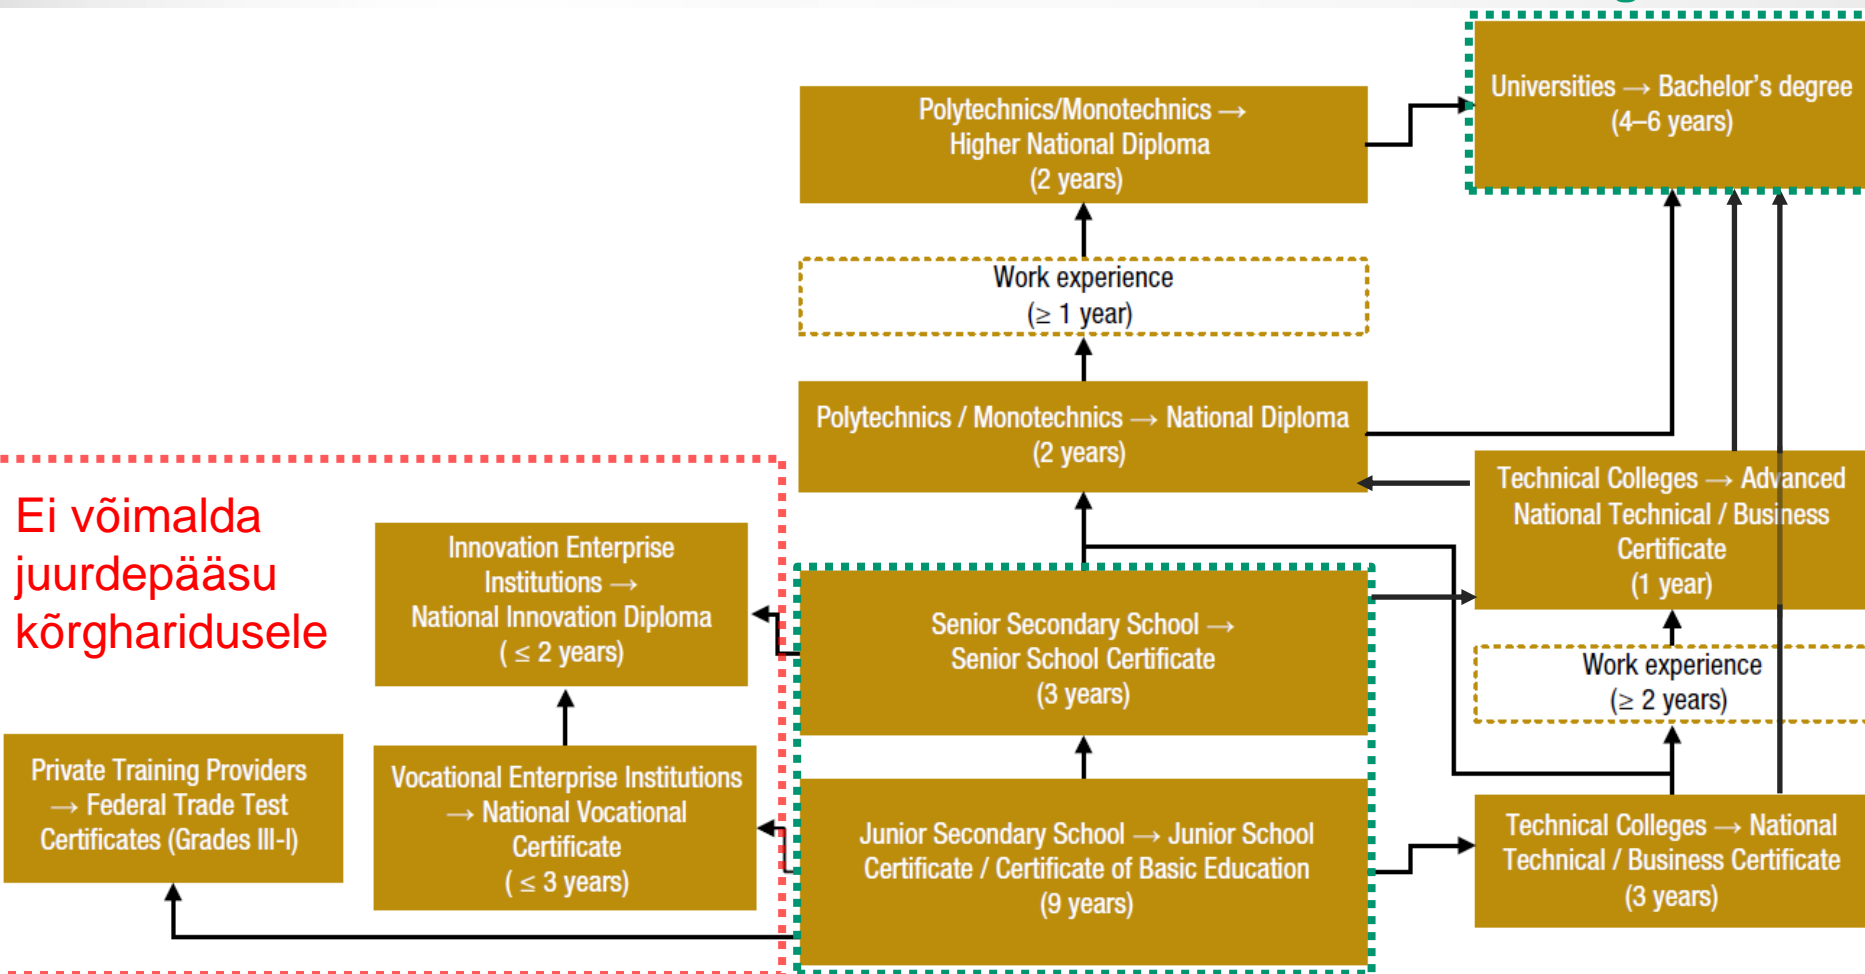 Universities → Bachelor’s degree
(4–6 years)
Polytechnics/Monotechnics →
Higher National Diploma
(2 years)
Work experience
(≥ 1 year)
Polytechnics / Monotechnics → National Diploma
(2 years)
Technical Colleges → Advanced
National Technical / Business
Certificate
(1 year)
Ei võimalda
juurdepääsu
kõrgharidusele
Innovation Enterprise
Institutions →
National Innovation Diploma
( ≤ 2 years)
Senior Secondary School →
Senior School Certificate
(3 years)
Work experience
(≥ 2 years)
Private Training Providers
→ Federal Trade Test
Certificates (Grades III-I)
Vocational Enterprise Institutions
→ National Vocational
Certificate
( ≤ 3 years)
Junior Secondary School → Junior School
Certificate / Certificate of Basic Education
(9 years)
Technical Colleges → National
Technical / Business Certificate
(3 years)